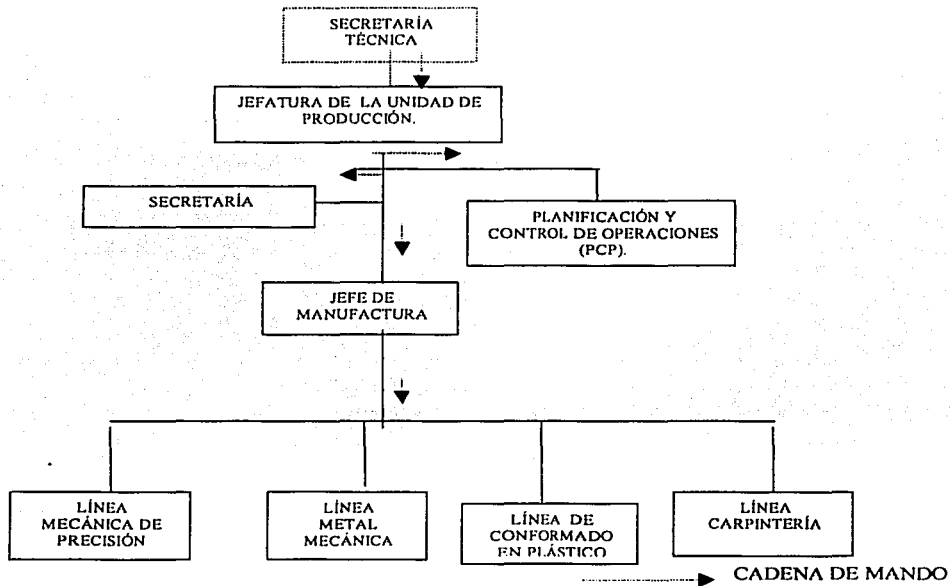 SECRETARÍA
TÉCNICA
JEFATURA DE LA UNIDAD DE
PRODUCCIÓN.
SECRETARÍA
PLANIFICACIÓN Y
CONTROL DE OPERACIONES
(PCP).
JEFE DE
MANUFACTURA
LÍNEA
MECÁNICA DE
PRECISIÓN
LÍNEA
METAL
MECÁNICA
LÍNEA DE
CONFORMADO
EN PLÁSTICO
LÍNEA
CARPINTERÍA
CADENA DE MANDO